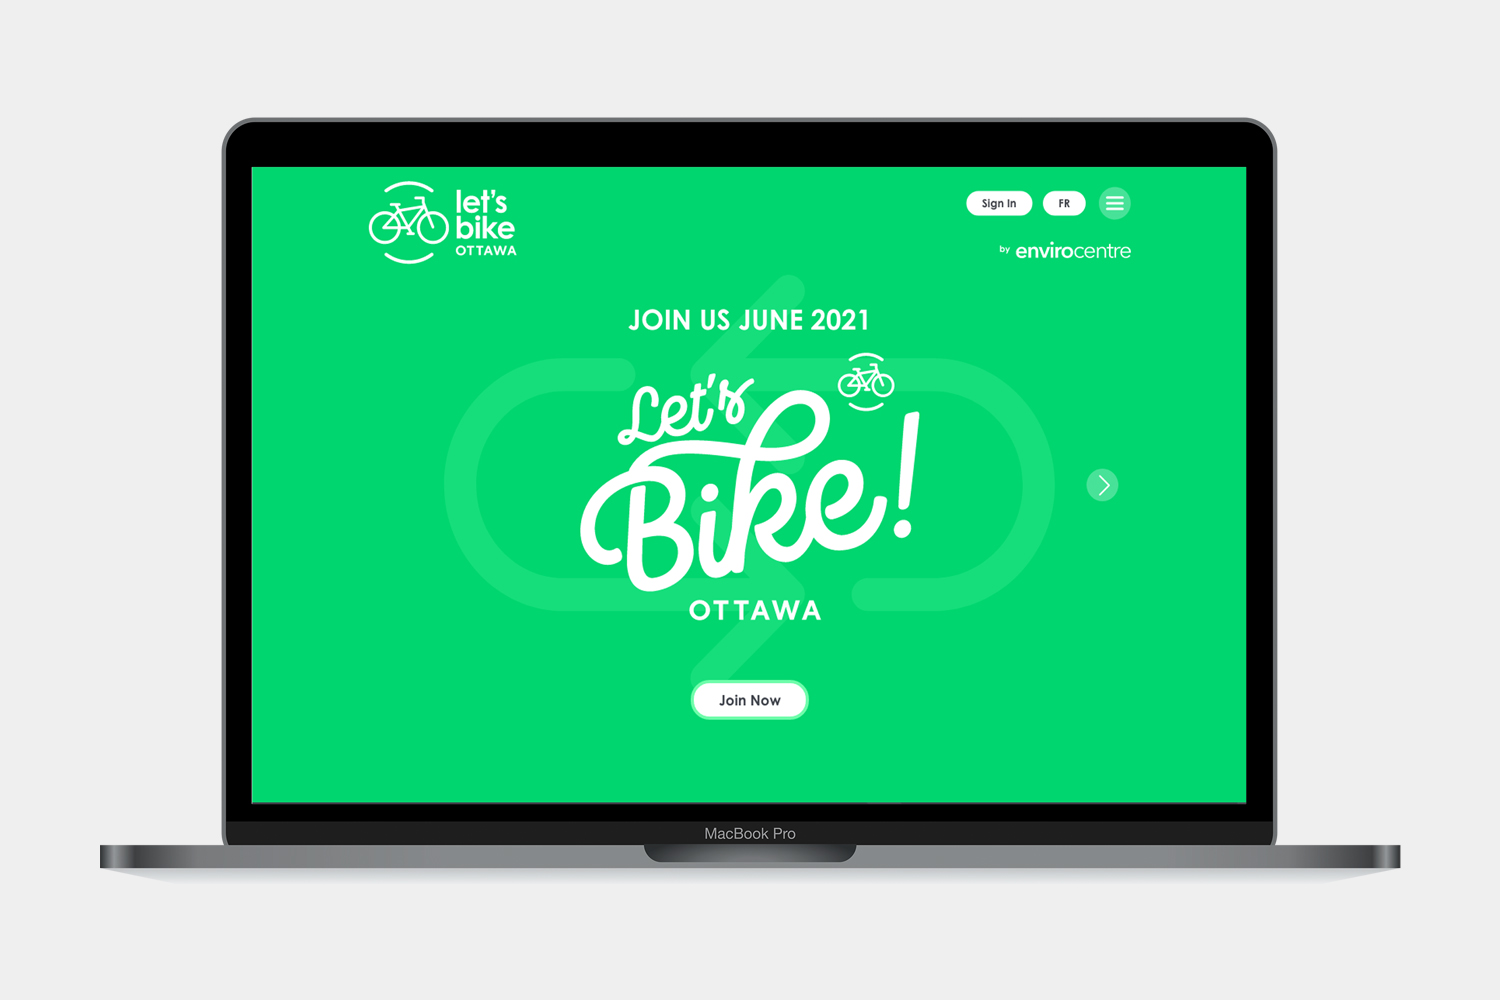 let's
bike
OTTAWA
Sign In
FR
by envirocentre
JOIN US JUNE 2021
Let's
Bike!
OTTAWA
Join Now
MacBook Pro